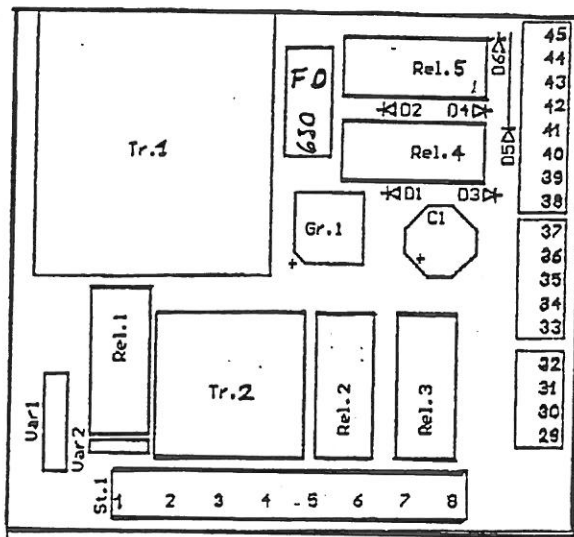 Tr.1
FD
630
Rel.5
1
D6
D2
D4
D5
Rel.4
D1
D3
Gr.1
+
C1
+
45
44
43
42
41
40
39
38
37
36
35
34
33
32
31
30
29
Rel.1
Tr.2
Rel.2
Rel.3
Var1
Var2
St.1
1 2 3 4 5 6 7 8